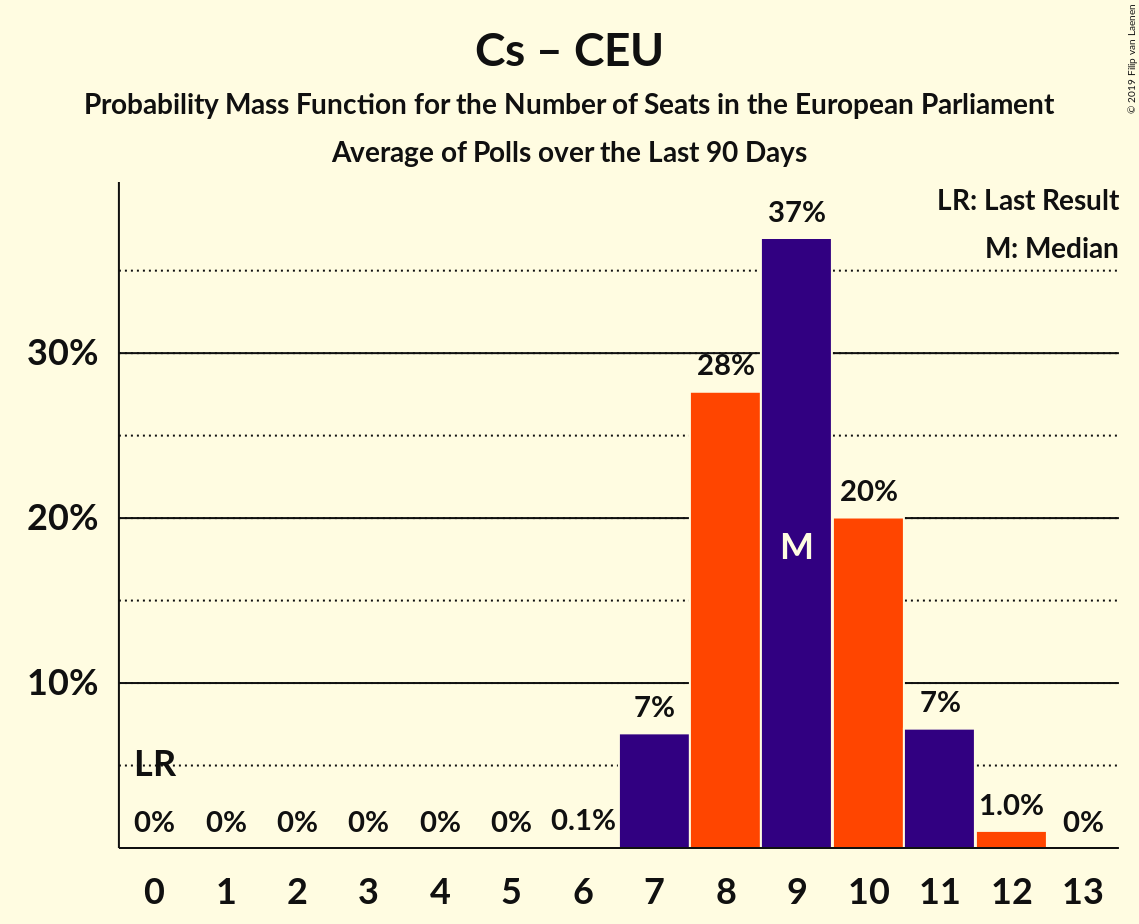 Cs – CEU
Probability Mass Function for the Number of Seats in the European Parliament
Average of Polls over the Last 90 Days
© 2019 Filip van Laenen
LR: Last Result
M: Median
37%
30%
28%
20%
20%
M
10%
7%
7%
LR
0%
0%
0%
0%
0%
0%
0.1%
1.0%
0%
0 1 2 3 4 5 6 7 8 9 10 11 12 13